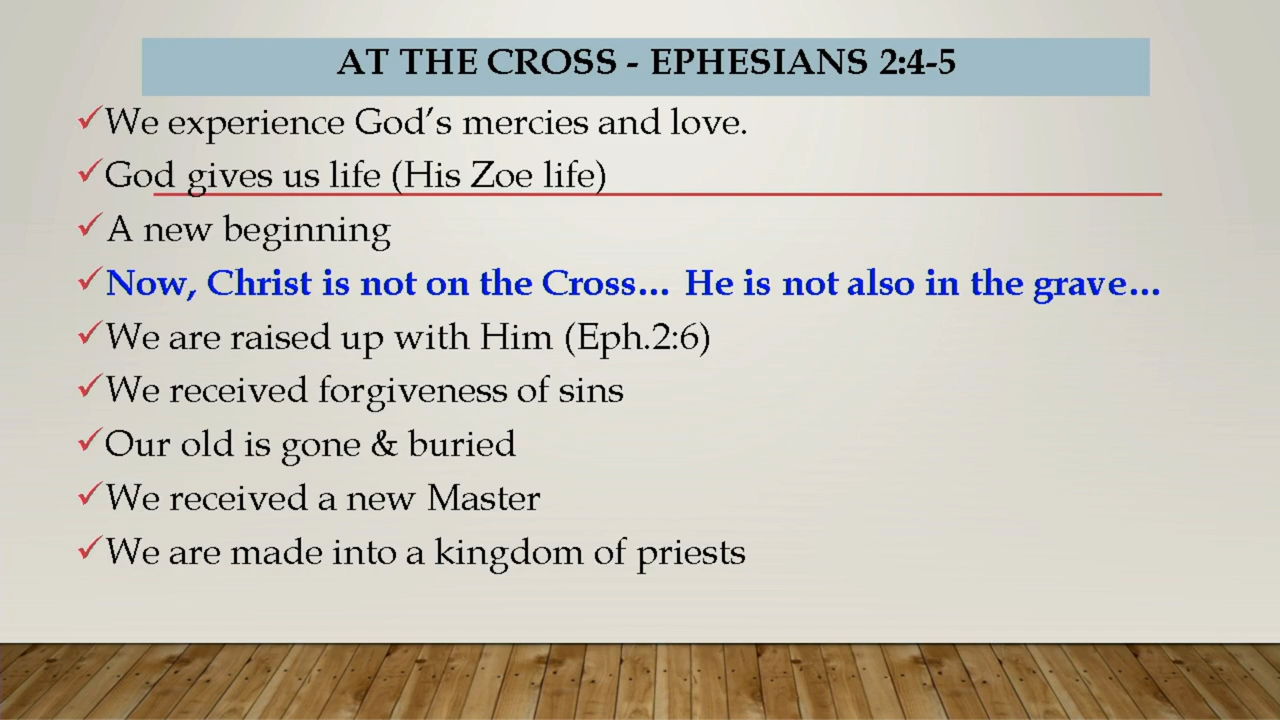 AT THE CROSS - EPHESIANS 2:4-5
✓We experience God’s mercies and love.
✓God gives us life (His Zoe life)
✓A new beginning
✓Now, Christ is not on the Cross… He is not also in the grave…
✓We are raised up with Him (Eph.2:6)
✓We received forgiveness of sins
✓Our old is gone & buried
✓We received a new Master
✓We are made into a kingdom of priests